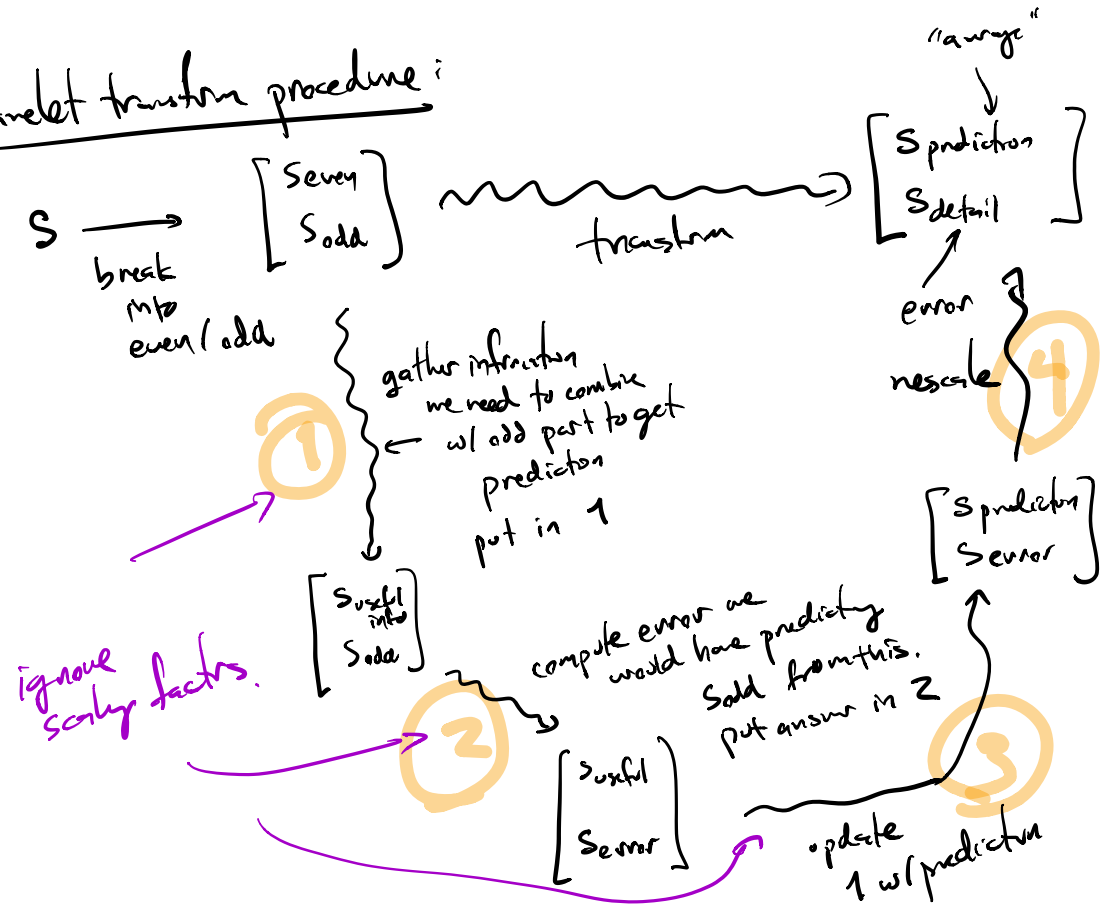 transform procedure:
"average"
S
break
into
even/odd
Seven
Sodd
transform
Sprediction
Sdetail
error
rescale
4
1
gather information
we need to combine
w/ odd part to get
prediction
put in 1
Suseful
info
Sodd
ignore
scaling factors.
2
compute error we
would have predicting
Sodd from this.
put answer in 2
Suseful
Serror
3
update
1 w/ prediction
Sprediction
Serror